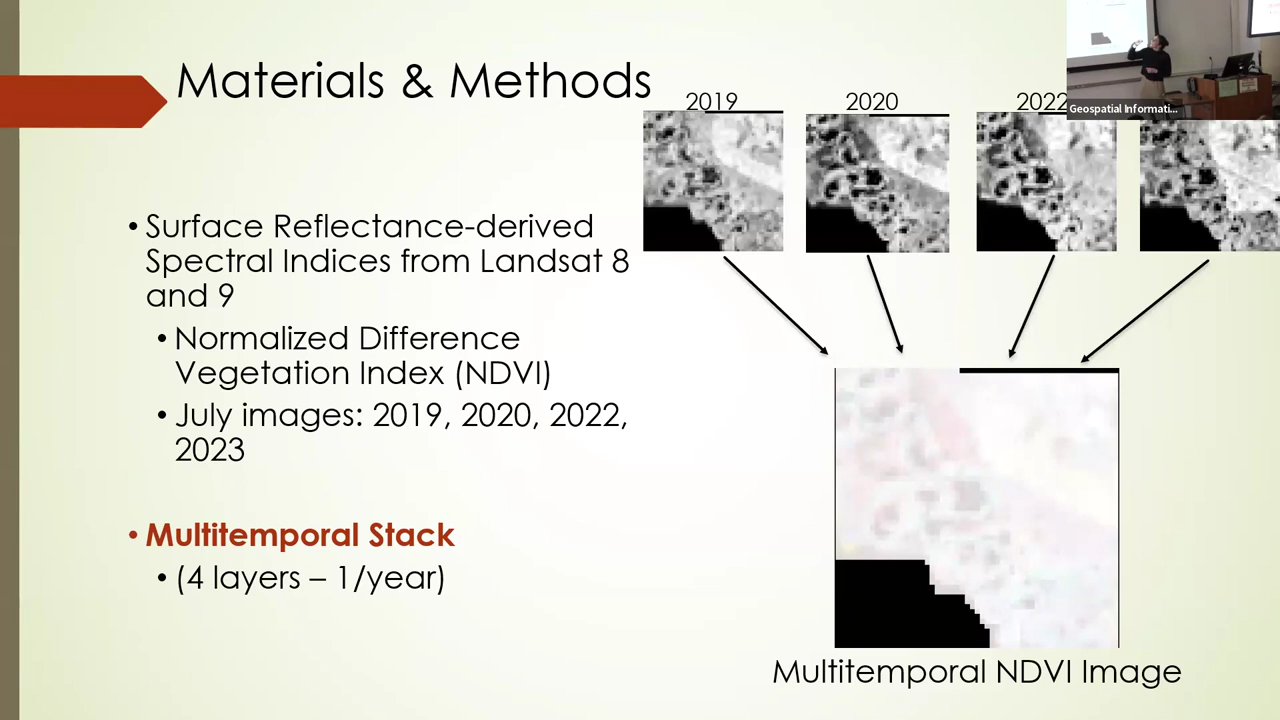 Materials & Methods
2019
2020
2022
Geospatial Informati...
• Surface Reflectance-derived
Spectral Indices from Landsat 8
and 9
• Normalized Difference
Vegetation Index (NDVI)
• July images: 2019, 2020, 2022,
2023
• Multitemporal Stack
• (4 layers – 1/year)
Multitemporal NDVI Image